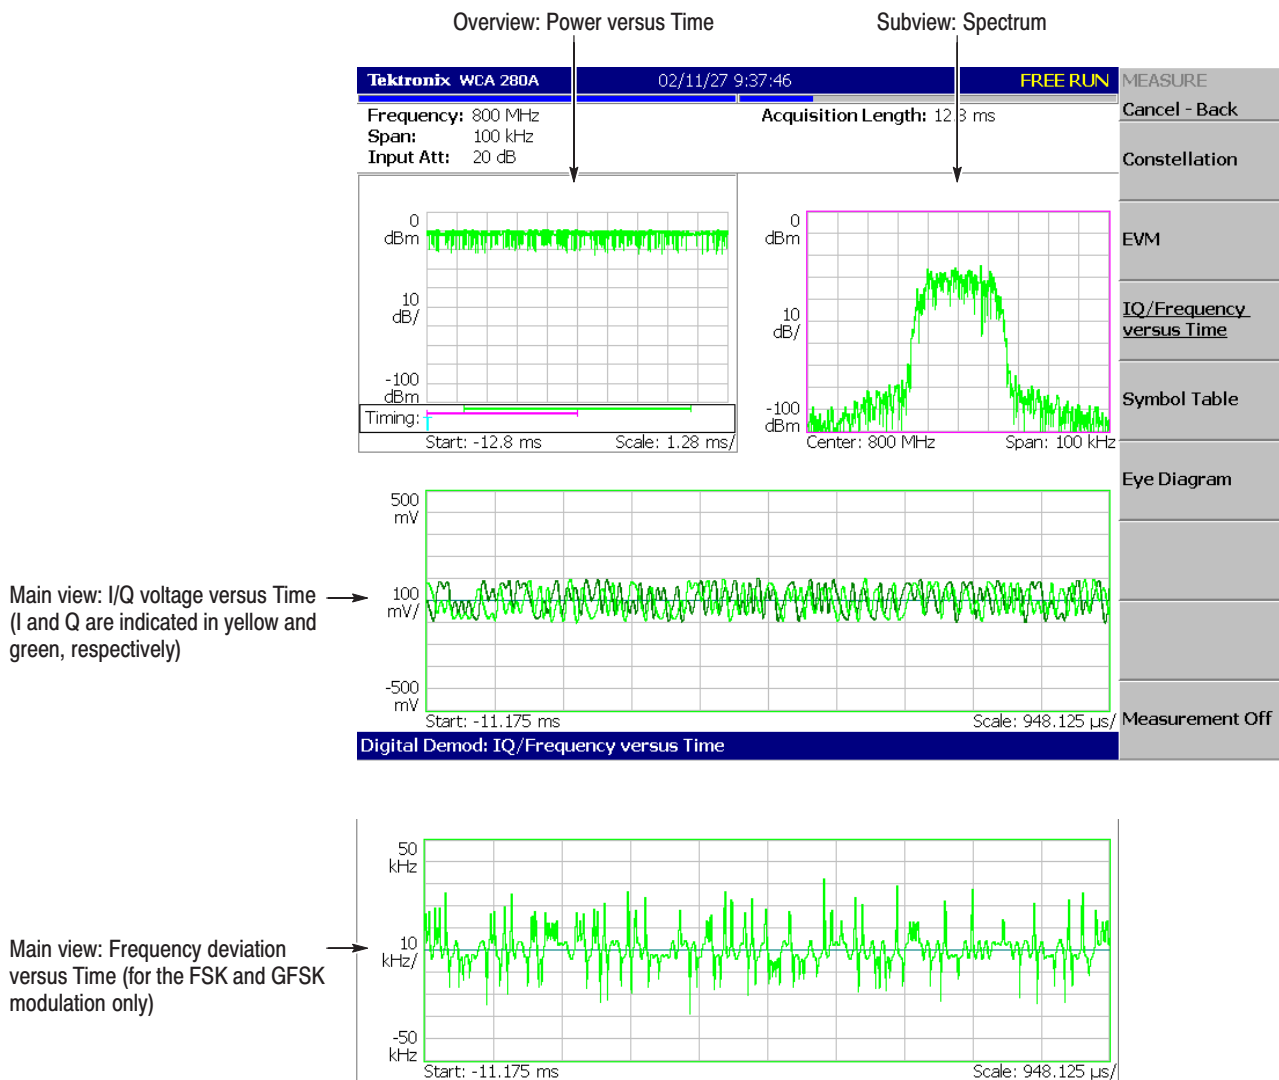 Overview: Power versus Time
Subview: Spectrum
Tektronix WCA 280A
02/11/27 9:37:46
FREE RUN
MEASURE
Cancel - Back
Frequency: 800 MHz
Acquisition Length: 12.8 ms
Span: 100 kHz
Input Att: 20 dB
Constellation
EVM
IQ/Frequency
versus Time
Symbol Table
Eye Diagram
Measurement Off
0
dBm
10
dB/
-100
dBm
Timing:
Start: -12.8 ms
Scale: 1.28 ms/
0
dBm
10
dB/
-100
dBm
Center: 800 MHz
Span: 100 kHz
Main view: I/Q voltage versus Time
(I and Q are indicated in yellow and
green, respectively)
500
mV
100
mV/
-500
mV
Start: -11.175 ms
Scale: 948.125 µs/
Digital Demod: IQ/Frequency versus Time
Main view: Frequency deviation
versus Time (for the FSK and GFSK
modulation only)
50
kHz
10
kHz/
-50
kHz
Start: -11.175 ms
Scale: 948.125 µs/